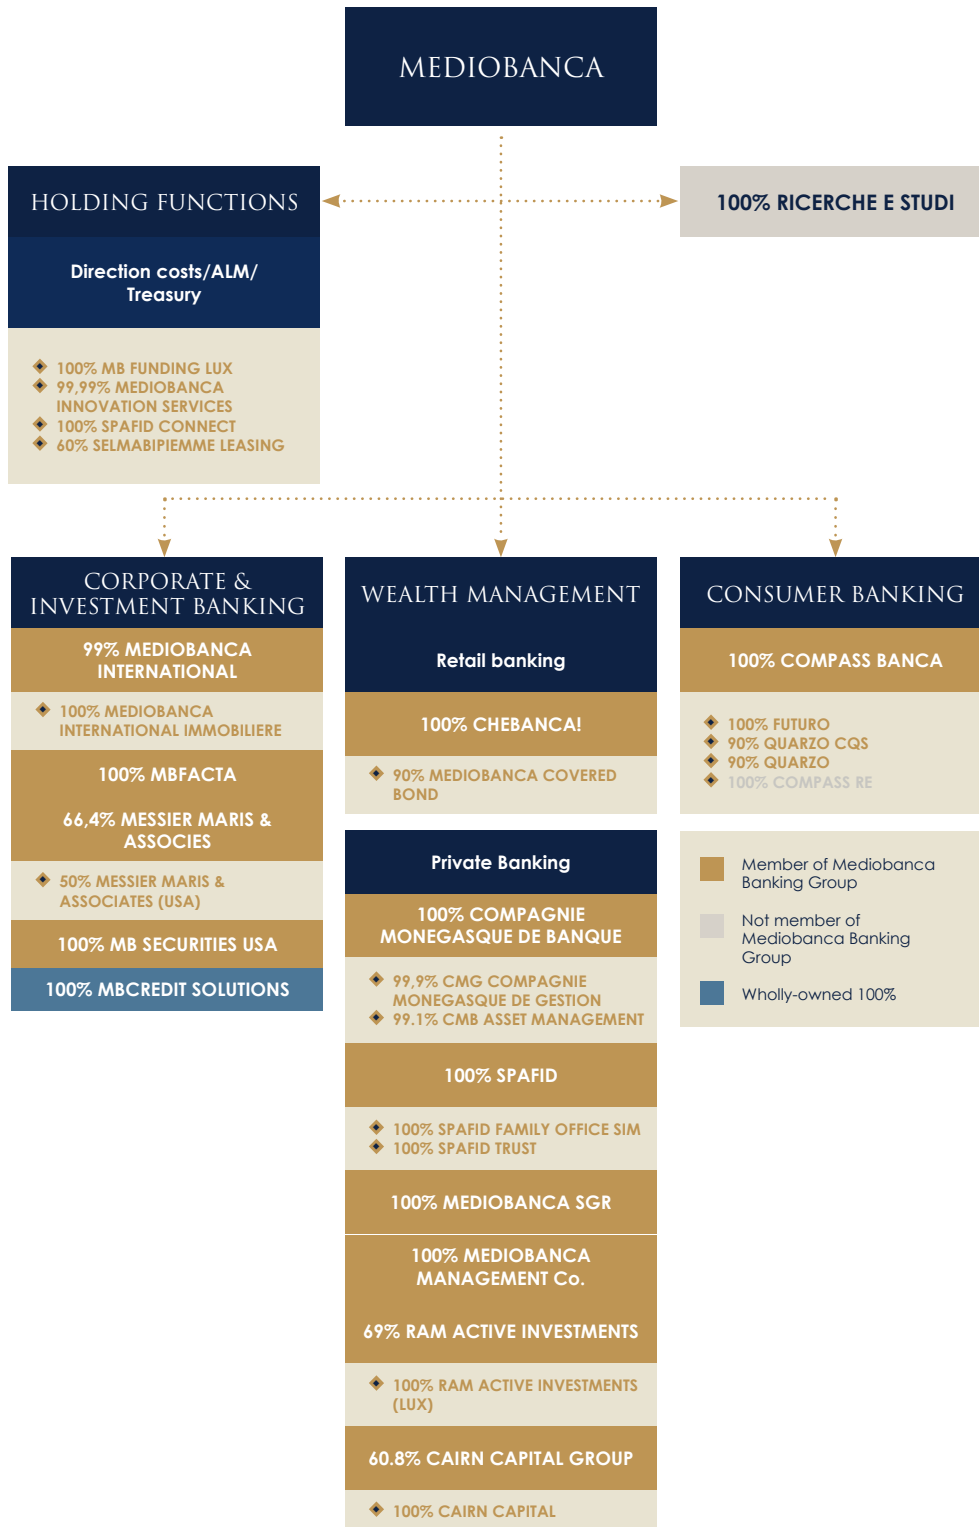 MEDIOBANCA
HOLDING FUNCTIONS
Direction costs/ALM/
Treasury
100% MB FUNDING LUX
99,99% MEDIOBANCA
INNOVATION SERVICES
100% SPAFID CONNECT
60% SELMABIPIEMME LEASING
100% RICERCHE E STUDI
CORPORATE &
INVESTMENT BANKING
99% MEDIOBANCA
INTERNATIONAL
100% MEDIOBANCA
INTERNATIONAL IMMOBILIERE
100% MBFACTA
66,4% MESSIER MARIS &
ASSOCIES
50% MESSIER MARIS &
ASSOCIATES (USA)
100% MB SECURITIES USA
100% MBCREDIT SOLUTIONS
WEALTH MANAGEMENT
Retail banking
100% CHEBANCA!
90% MEDIOBANCA COVERED
BOND
Private Banking
100% COMPAGNIE
MONEGASQUE DE BANQUE
99,9% CMG COMPAGNIE
MONEGASQUE DE GESTION
99.1% CMB ASSET MANAGEMENT
100% SPAFID
100% SPAFID FAMILY OFFICE SIM
100% SPAFID TRUST
100% MEDIOBANCA SGR
100% MEDIOBANCA
MANAGEMENT Co.
69% RAM ACTIVE INVESTMENTS
100% RAM ACTIVE INVESTMENTS
(LUX)
60.8% CAIRN CAPITAL GROUP
100% CAIRN CAPITAL
CONSUMER BANKING
100% COMPASS BANCA
100% FUTURO
90% QUARZO CQS
90% QUARZO
100% COMPASS RE
Member of Mediobanca
Banking Group
Not member of
Mediobanca Banking
Group
Wholly-owned 100%